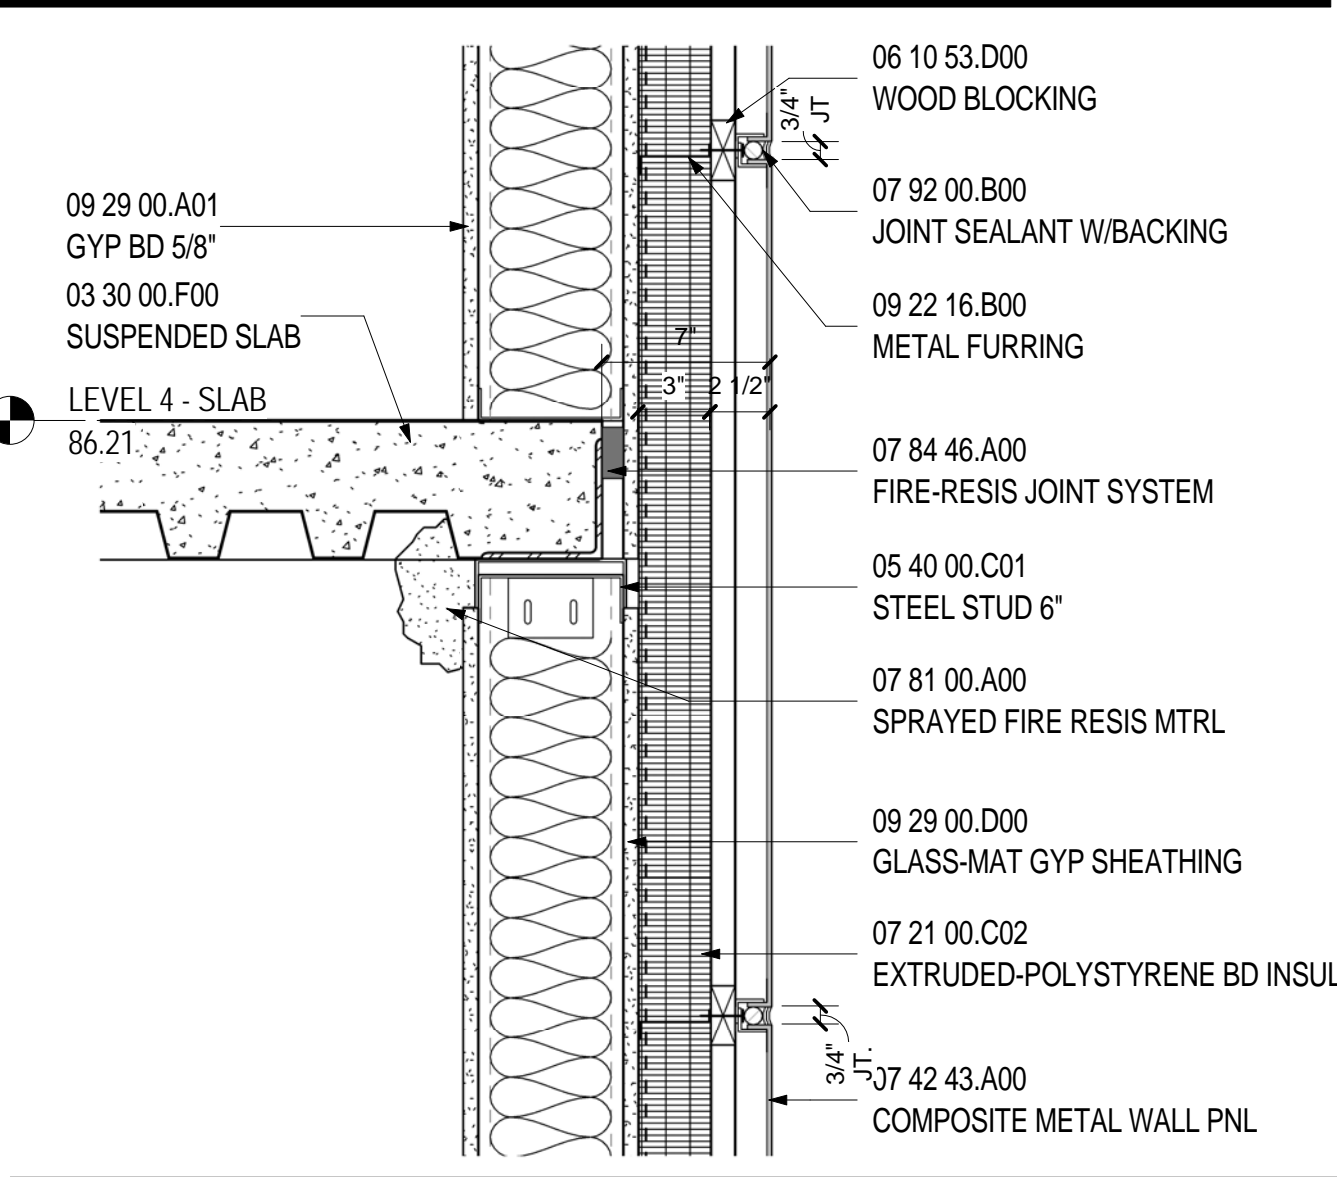 06 10 53.D00
WOOD BLOCKING
3/4"
JT
07 92 00.B00
JOINT SEALANT W/BACKING
09 29 00.A01
GYP BD 5/8"
03 30 00.F00
SUSPENDED SLAB
09 22 16.B00
METAL FURRING
7"
3"
2 1/2"
LEVEL 4 - SLAB
86.21
07 84 46.A00
FIRE-RESIS JOINT SYSTEM
05 40 00.C01
STEEL STUD 6"
07 81 00.A00
SPRAYED FIRE RESIS MTRL
09 29 00.D00
GLASS-MAT GYP SHEATHING
07 21 00.C02
EXTRUDED-POLYSTYRENE BD INSUL
3/4"
JT.
07 42 43.A00
COMPOSITE METAL WALL PNL